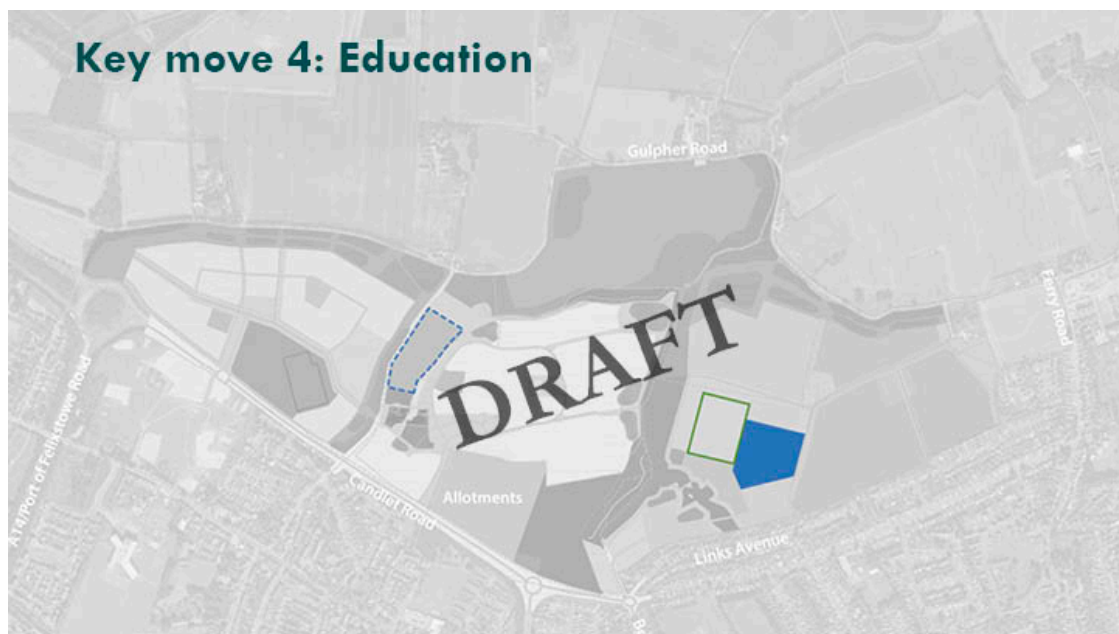 Key move 4: Education
Gulpher Road
Ferry Road
DRAFT
A14/Port of Felixstowe Road
Candlet Road
Allotments
Links Avenue